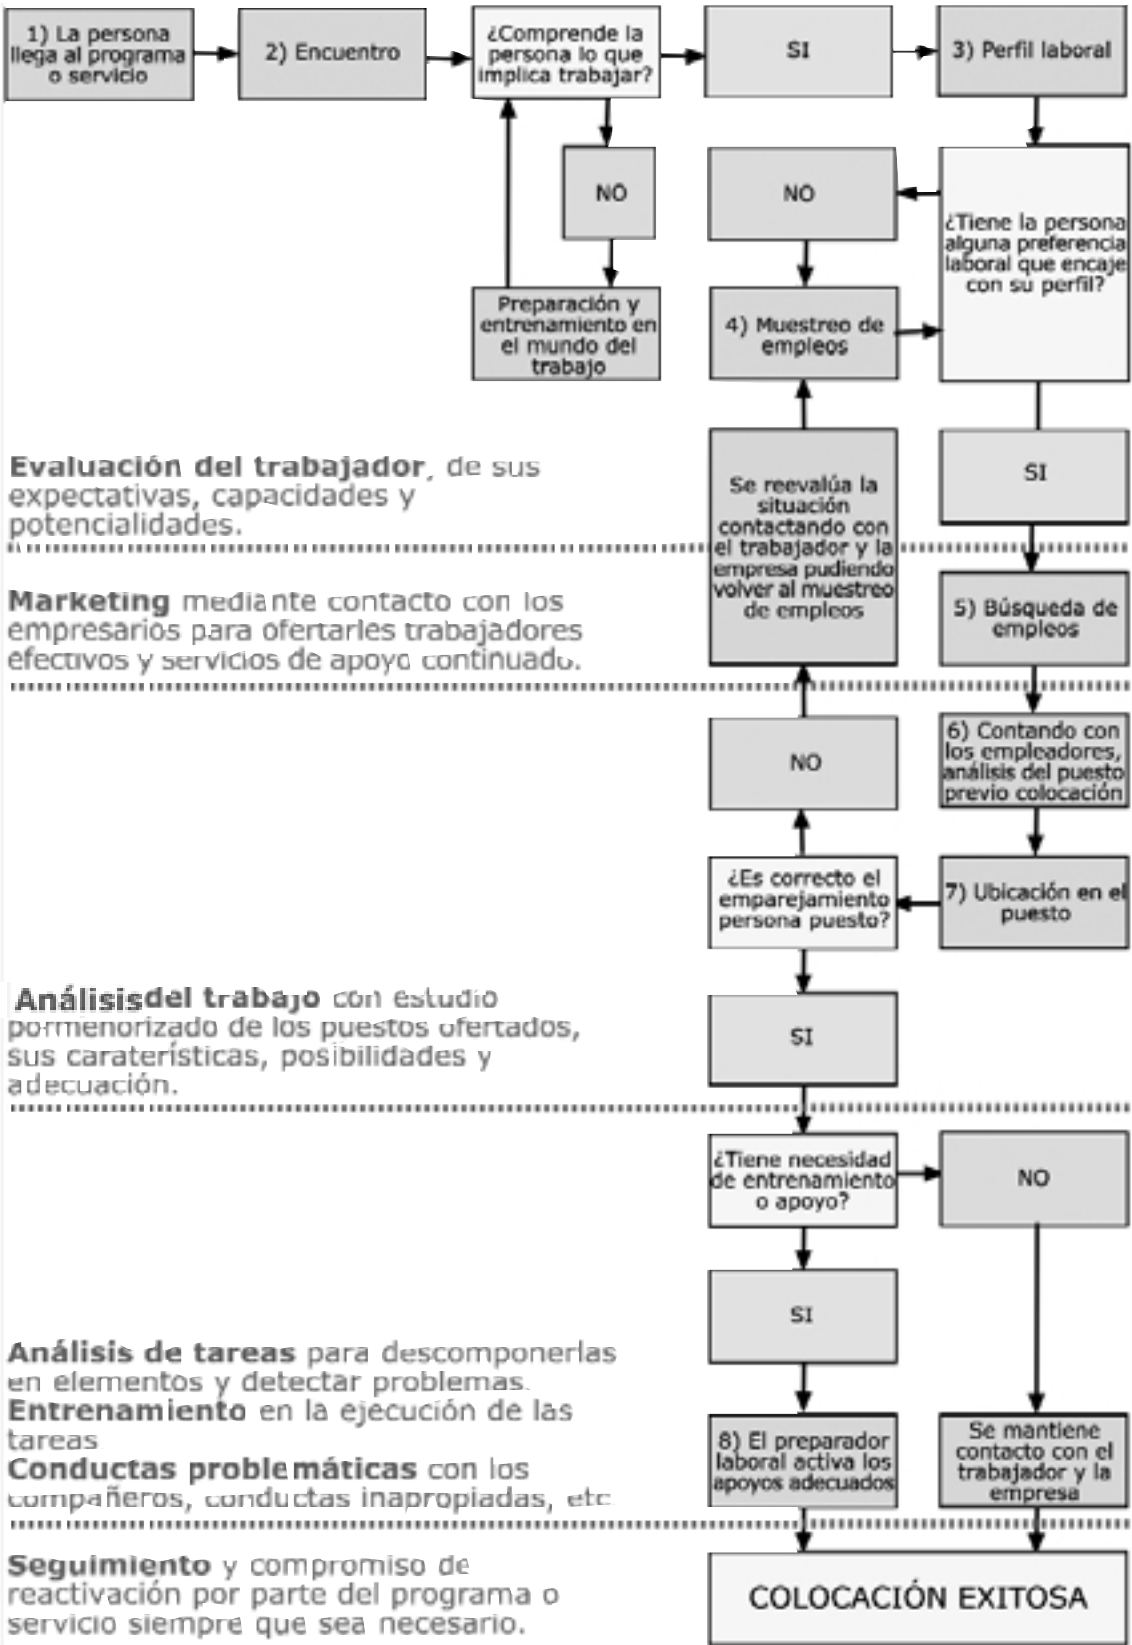 1) La persona
llega al programa
o servicio
2) Encuentro
¿Comprende la
persona lo que
implica trabajar?
SI
3) Perfil laboral
NO
NO
¿Tiene la persona
alguna preferencia
laboral que encaje
con su perfil?
Preparación y
entrenamiento en
el mundo del
trabajo
4) Muestreo de
empleos
Evaluación del trabajador, de sus
expectativas, capacidades y
potencialidades.
Se reevalúa la
situación
contactando con
el trabajador y la
empresa pudiendo
volver al muestreo
de empleos
SI
Marketing mediante contacto con los
empresarios para ofertarles trabajadores
efectivos y servicios de apoyo continuado.
5) Búsqueda de
empleos
NO
6) Contando con
los empleadores,
análisis del puesto
previo colocación
¿Es correcto el
emparejamiento
persona puesto?
7) Ubicación en el
puesto
Análisis del trabajo con estudio
pormenorizado de los puestos ofertados,
sus caraterísticas, posibilidades y
adecuación.
SI
¿Tiene necesidad
de entrenamiento
o apoyo?
NO
SI
Análisis de tareas para descomponerlas
en elementos y detectar problemas.
Entrenamiento en la ejecución de las
tareas
Conductas problemáticas con los
compañeros, conductas inapropiadas, etc
8) El preparador
laboral activa los
apoyos adecuados
Se mantiene
contacto con el
trabajador y la
empresa
Seguimiento y compromiso de
reactivación por parte del programa o
servicio siempre que sea necesario.
COLOCACIÓN EXITOSA